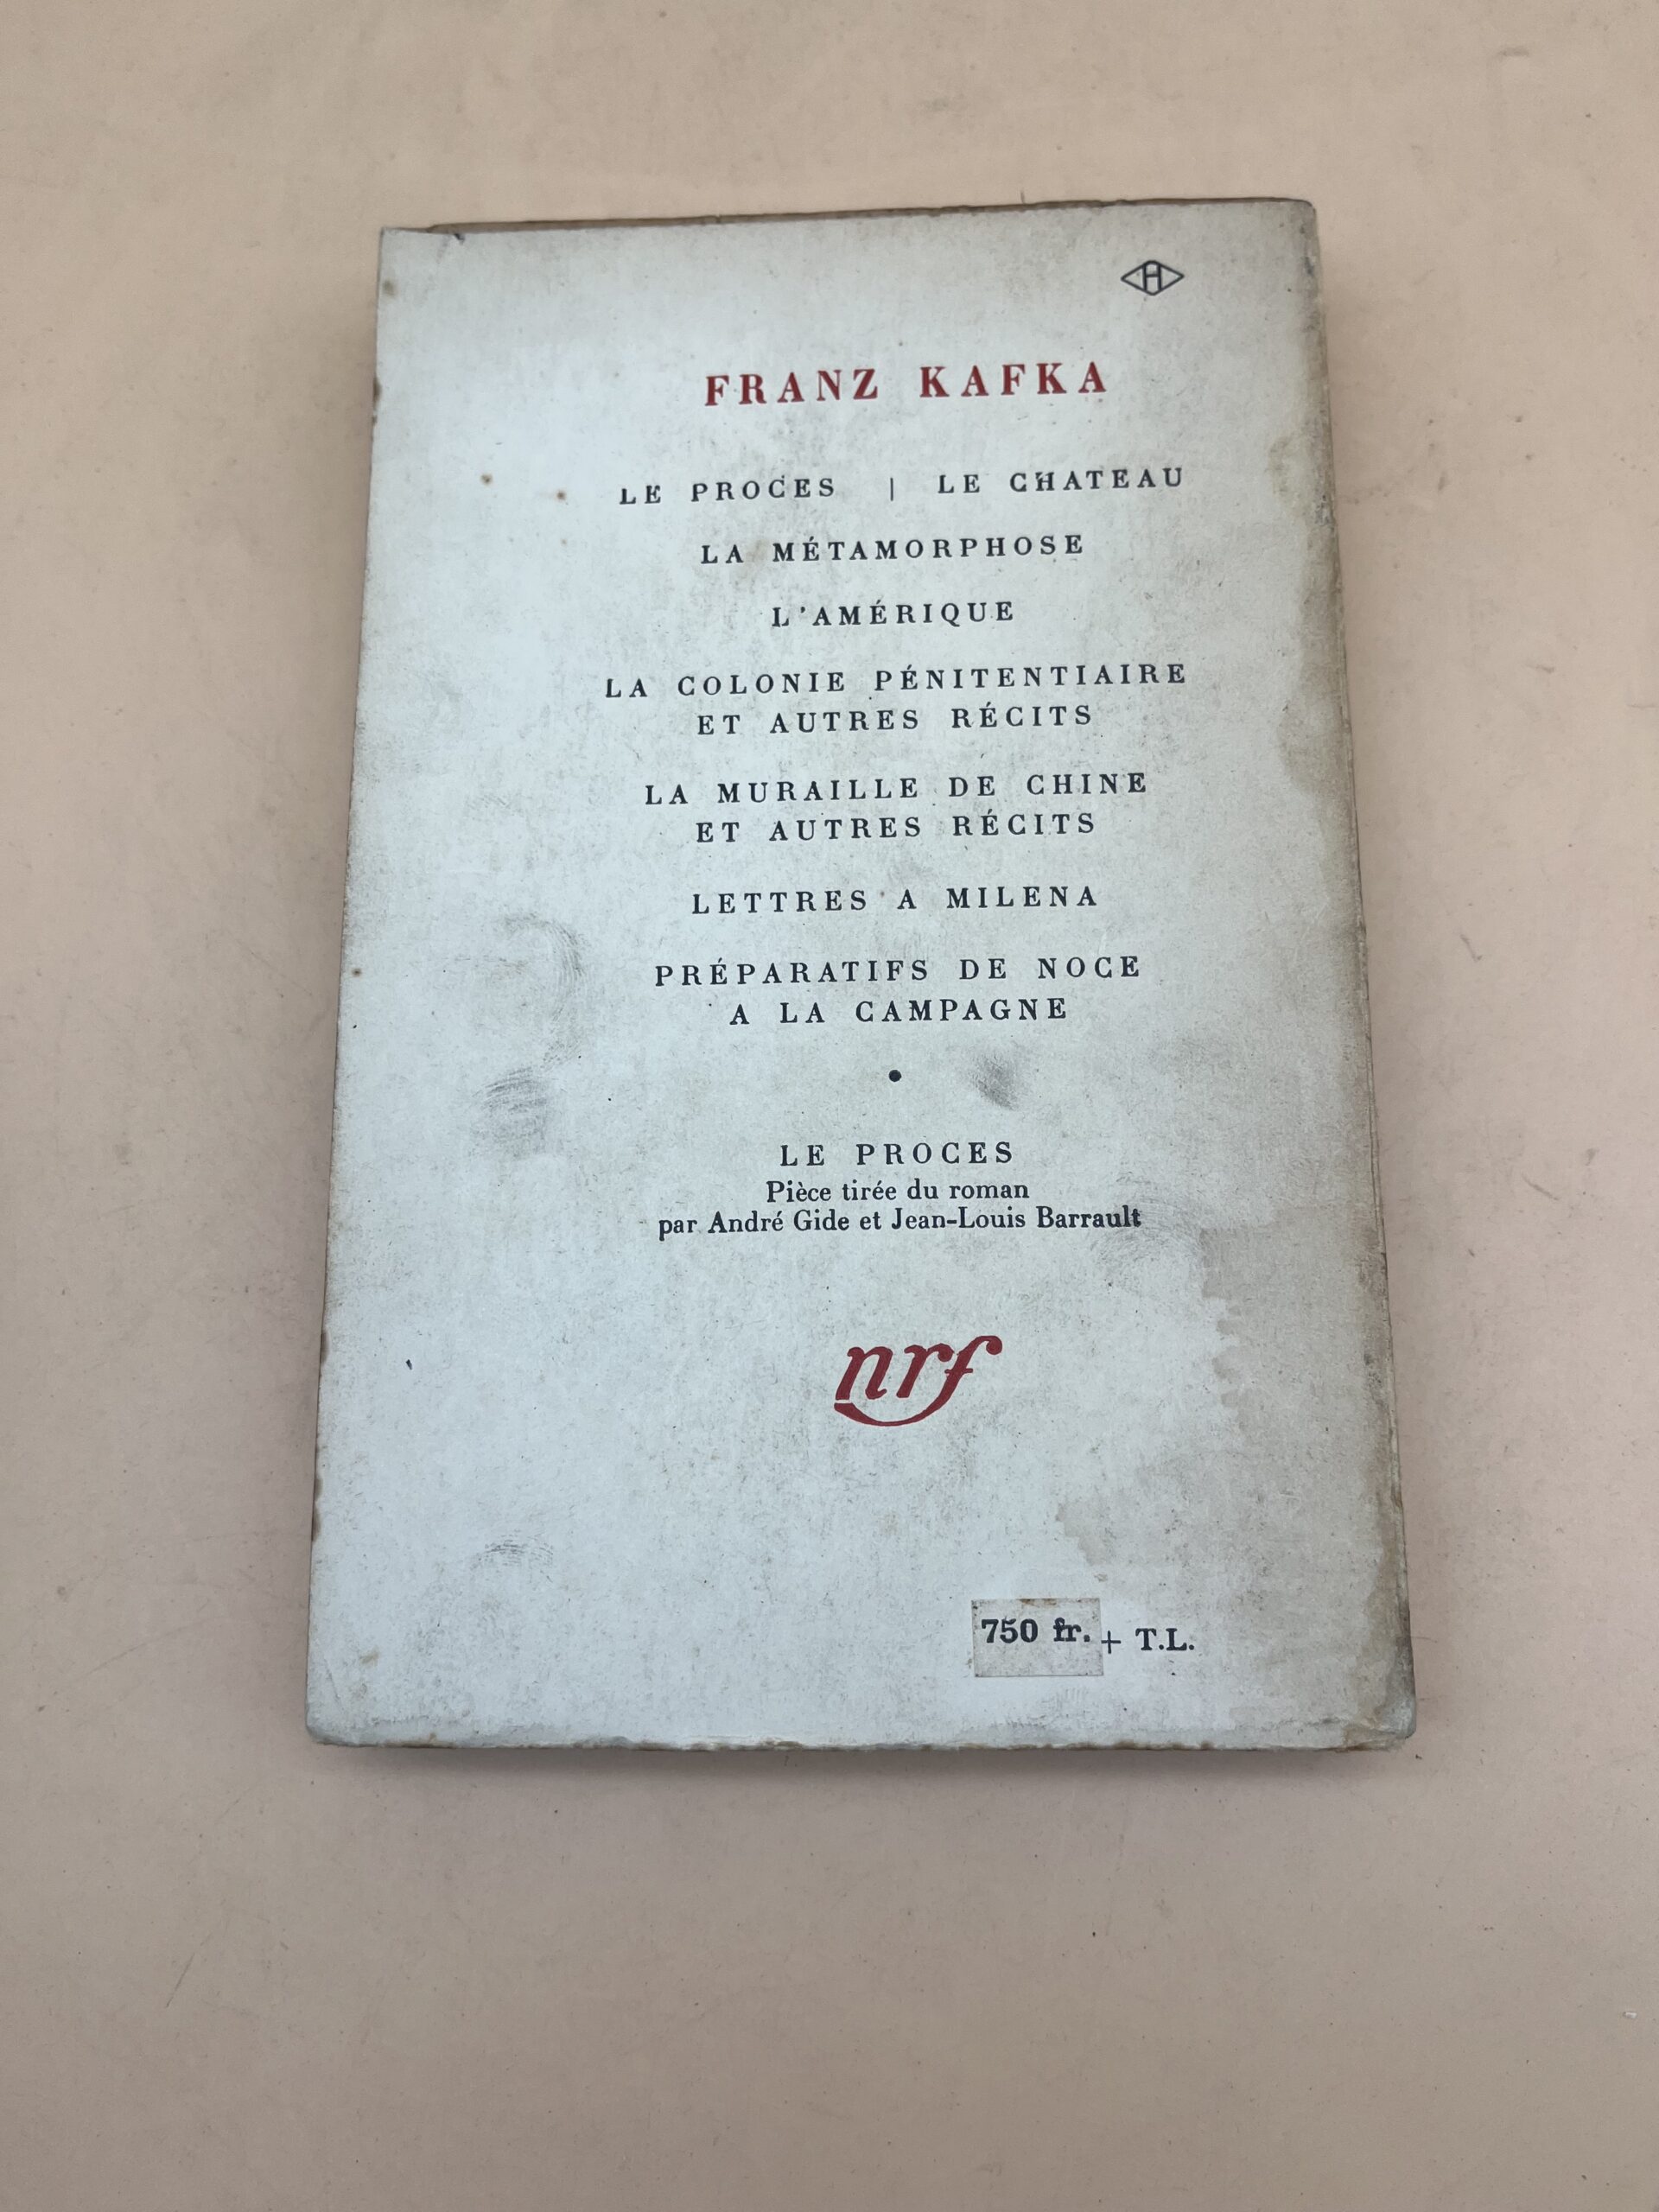 H
FRANZ KAFKA
LE PROCES | LE CHATEAU
LA MÉTAMORPHOSE
L'AMÉRIQUE
LA COLONIE PÉNITENTIAIRE
ET AUTRES RÉCITS
LA MURAILLE DE CHINE
ET AUTRES RÉCITS
LETTRES A MILENA
PRÉPARATIFS DE NOCE
A LA CAMPAGNE
•
LE PROCES
Pièce tirée du roman
par André Gide et Jean-Louis Barrault
nrf
750 fr. + T.L.